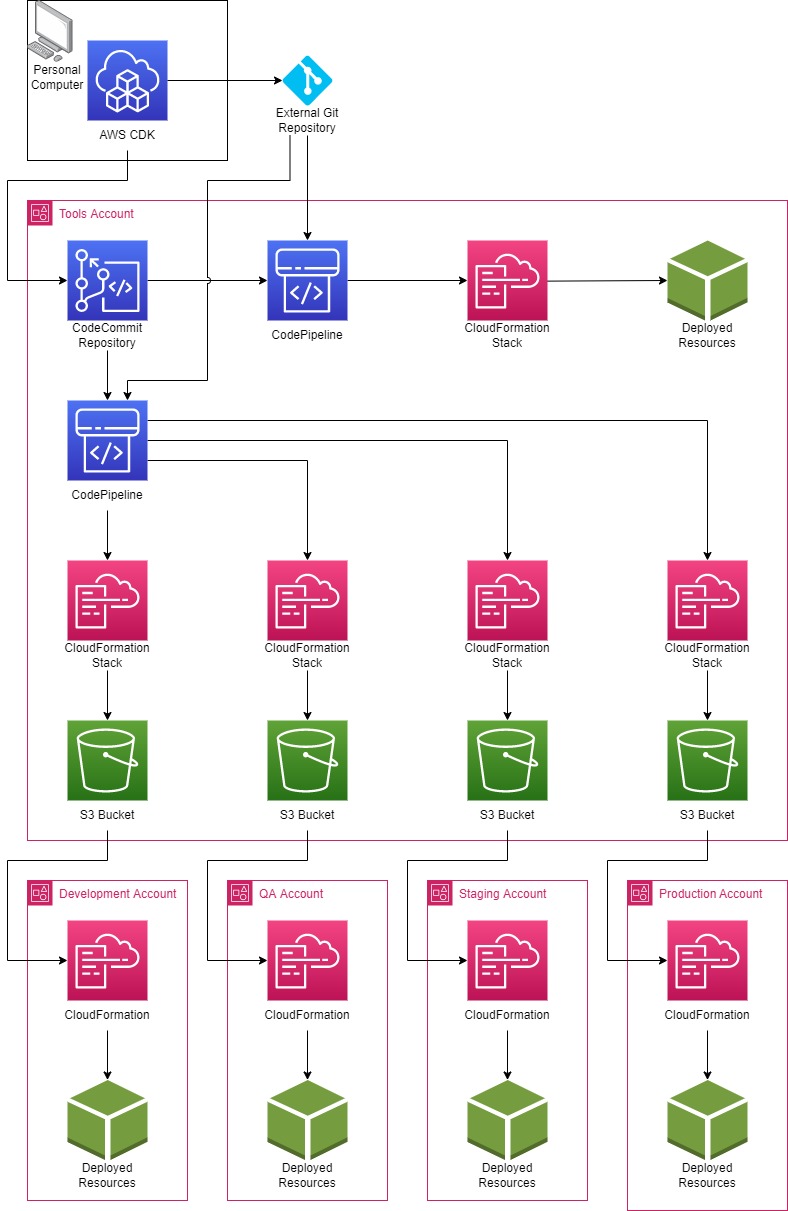 Personal
Computer
AWS CDK
External Git
Repository
Tools Account
CodeCommit
Repository
CodePipeline
CloudFormation
Stack
Deployed
Resources
CodePipeline
CloudFormation
Stack
CloudFormation
Stack
CloudFormation
Stack
CloudFormation
Stack
S3 Bucket
S3 Bucket
S3 Bucket
S3 Bucket
Development Account
QA Account
Staging Account
Production Account
CloudFormation
CloudFormation
CloudFormation
CloudFormation
Deployed
Resources
Deployed
Resources
Deployed
Resources
Deployed
Resources